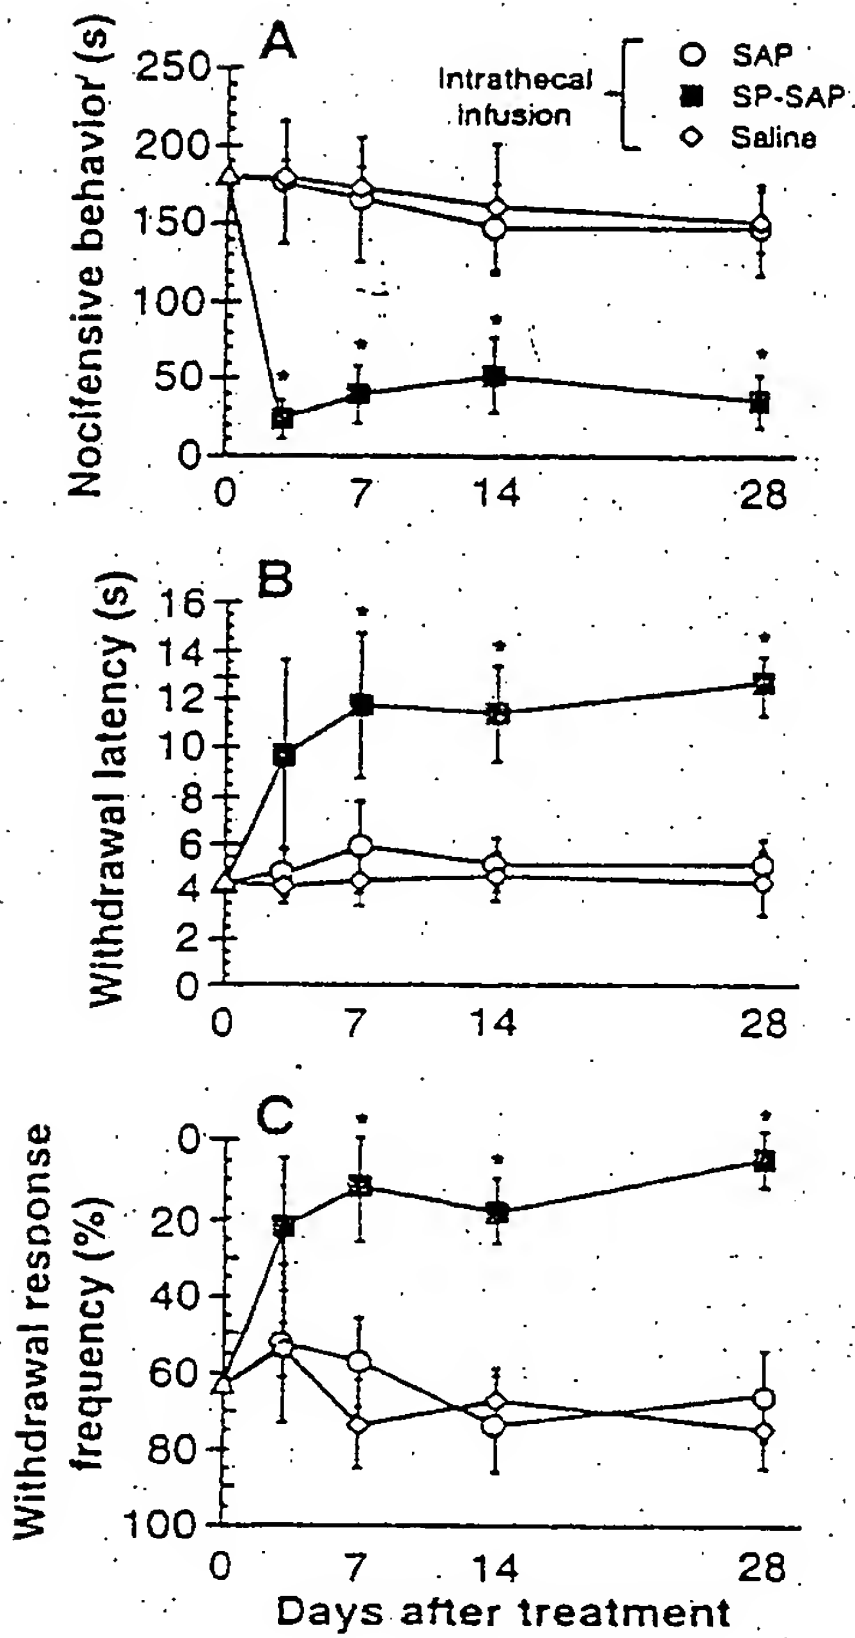 A
Nocifensive behavior (s)
250
200
150
100
50
0
0 7 14 28
Intrathecal
infusion
SAP
SP-SAP
Saline
*
*
*
*
B
Withdrawal latency (s)
16
14
12
10
8
6
4
2
0
0 7 14 28
*
*
*
C
Withdrawal response
frequency (%)
0
20
40
60
80
100
0 7 14 28
*
*
*
Days after treatment